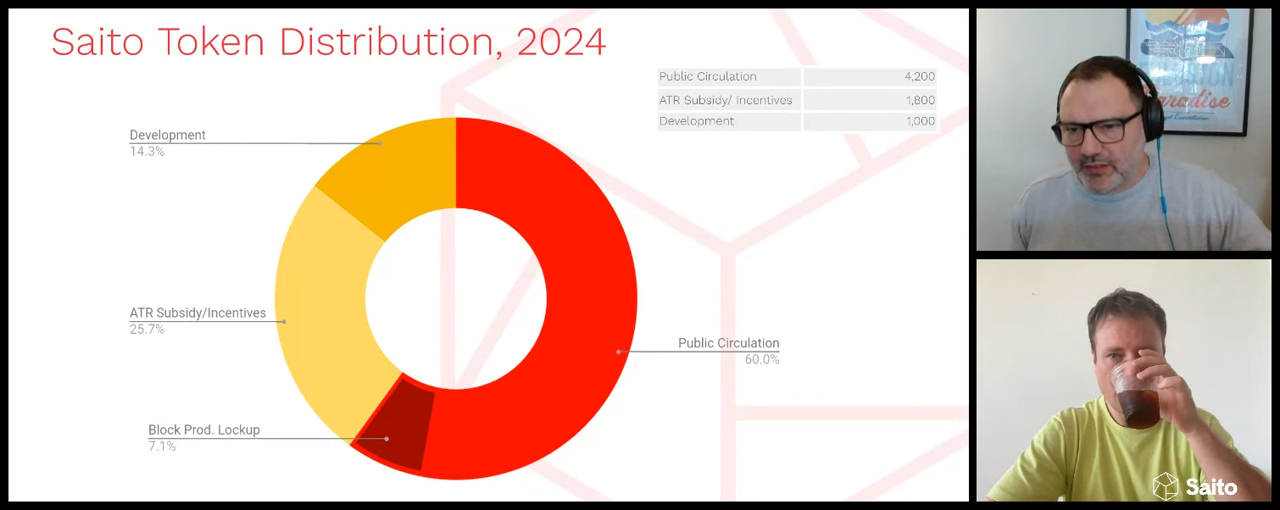 Saito Token Distribution, 2024
Public Circulation 4,200
ATR Subsidy/ Incentives 1,800
Development 1,000
Development
14.3%
ATR Subsidy/Incentives
25.7%
Block Prod. Lockup
7.1%
Public Circulation
60.0%
Paradise
Saito